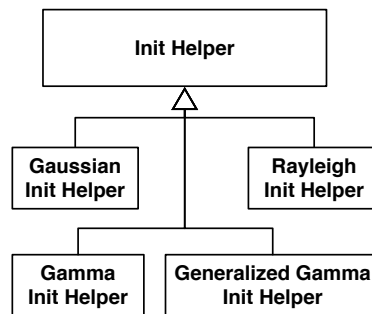 Init Helper
Gaussian
Init Helper
Rayleigh
Init Helper
Gamma
Init Helper
Generalized Gamma
Init Helper